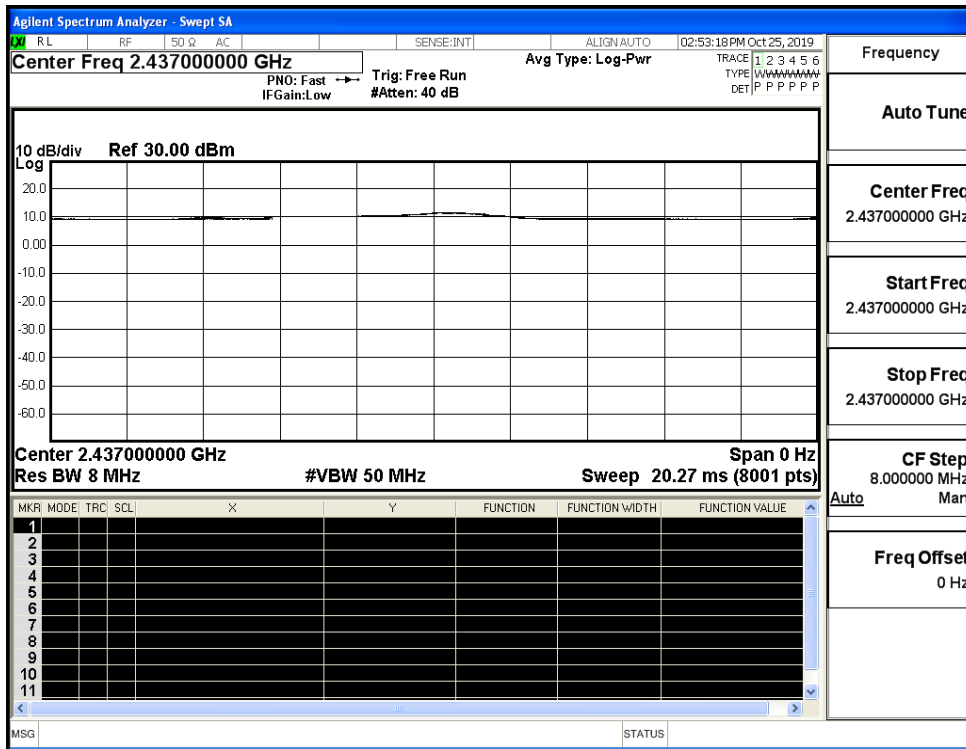 Agilent Spectrum Analyzer - Swept SA
LXI RL RF 50 Ω AC SENSE:INT ALIGN AUTO 02:53:18 PM Oct 25, 2019
Center Freq 2.437000000 GHz
PNO: Fast
IFGain:Low
Trig: Free Run
#Atten: 40 dB
Avg Type: Log-Pwr
TRACE 1 2 3 4 5 6
TYPE WWWWWW
DET P P P P P P
10 dB/div Ref 30.00 dBm
Log
20.0
10.0
0.00
-10.0
-20.0
-30.0
-40.0
-50.0
-60.0
Center 2.437000000 GHz Span 0 Hz
Res BW 8 MHz #VBW 50 MHz Sweep 20.27 ms (8001 pts)
MKR MODE TRC SCL X Y FUNCTION FUNCTION WIDTH FUNCTION VALUE
1
2
3
4
5
6
7
8
9
10
11
MSG STATUS
Frequency
Auto Tune
Center Freq
2.437000000 GHz
Start Freq
2.437000000 GHz
Stop Freq
2.437000000 GHz
CF Step
8.000000 MHz
Auto Man
Freq Offset
0 Hz